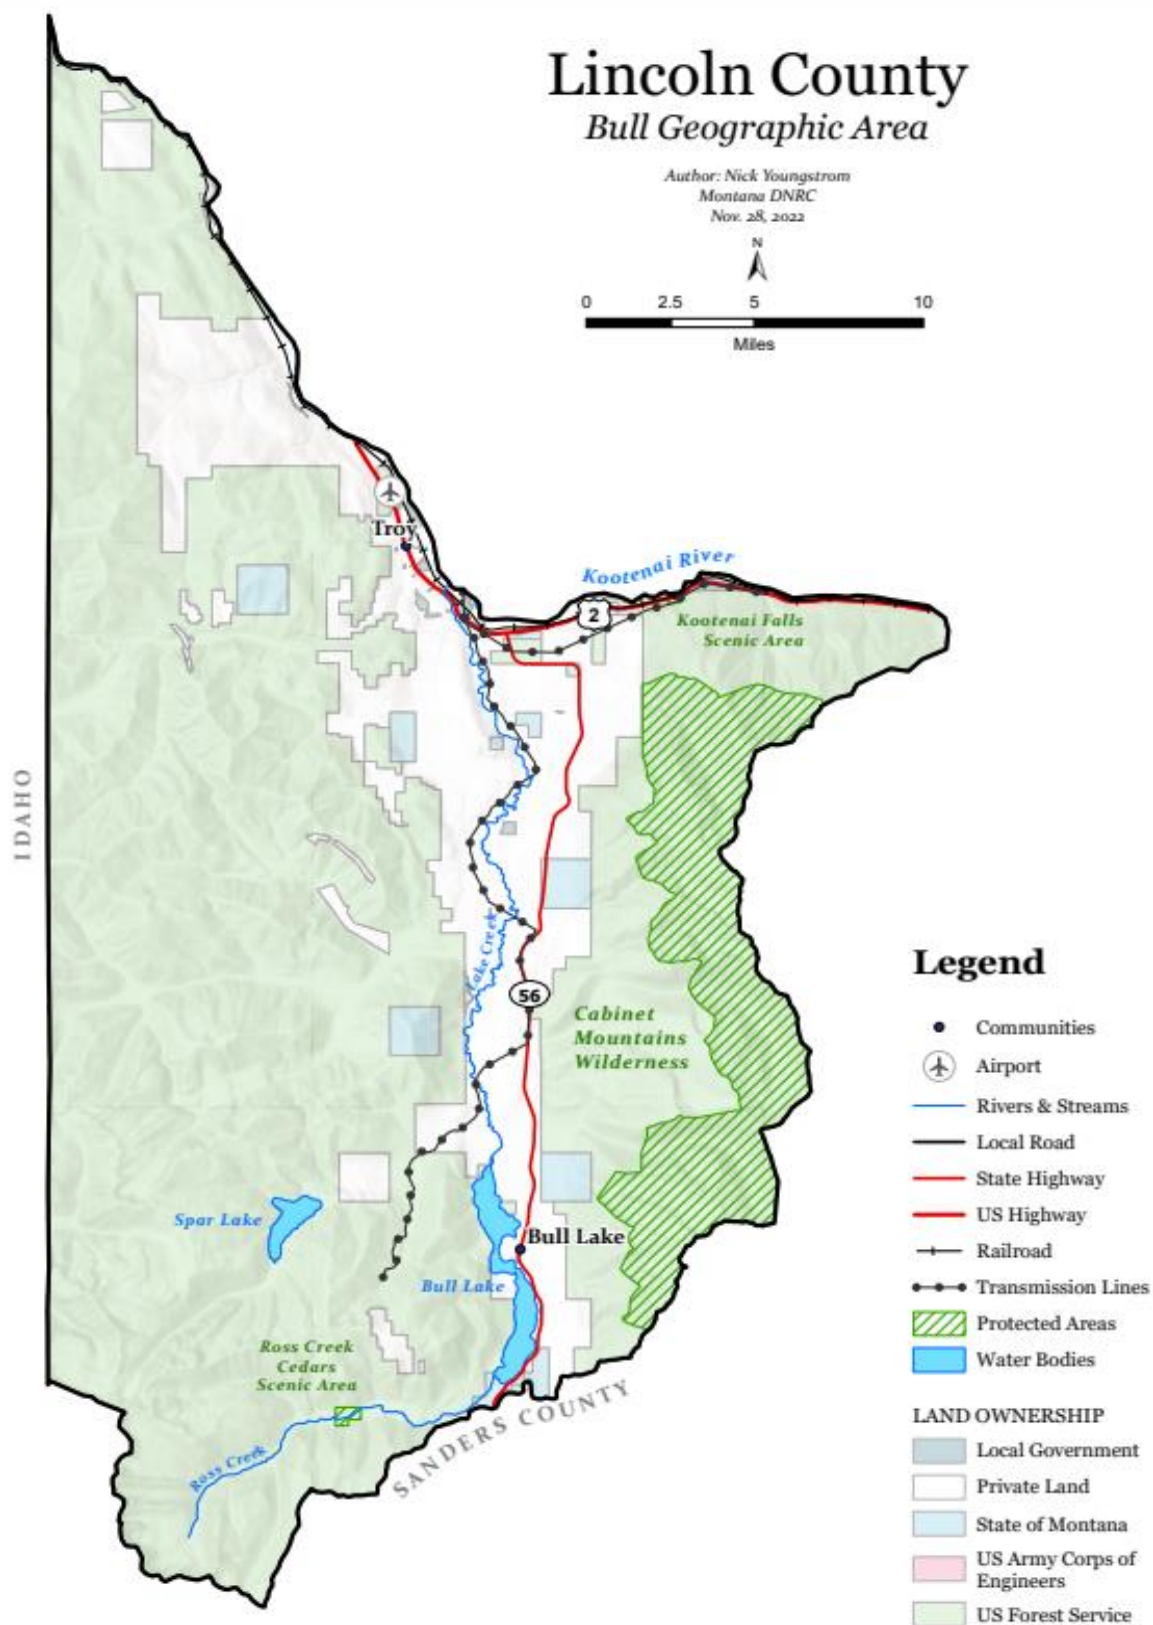 Lincoln County
Bull Geographic Area
Author: Nick Youngstrom
Montana DNRC
Nov. 28, 2022
N
0 2.5 5 10
Miles
Troy
Kootenai River
2
Kootenai Falls
Scenic Area
IDAHO
Lake Creek
56
Cabinet
Mountains
Wilderness
Spar Lake
Bull Lake
Bull Lake
Ross Creek
Cedars
Scenic Area
Ross Creek
SANDERS COUNTY
Legend
Communities
Airport
Rivers & Streams
Local Road
State Highway
US Highway
Railroad
Transmission Lines
Protected Areas
Water Bodies
LAND OWNERSHIP
Local Government
Private Land
State of Montana
US Army Corps of
Engineers
US Forest Service